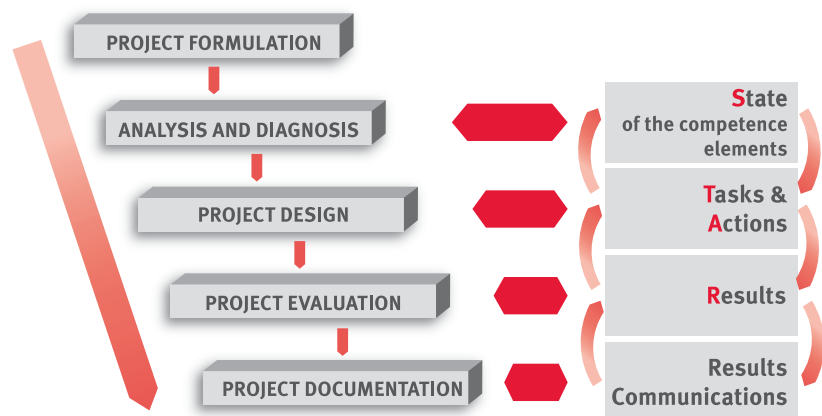 PROJECT FORMULATION
ANALYSIS AND DIAGNOSIS
PROJECT DESIGN
PROJECT EVALUATION
PROJECT DOCUMENTATION
State
of the competence
elements
Tasks &
Actions
Results
Results
Communications